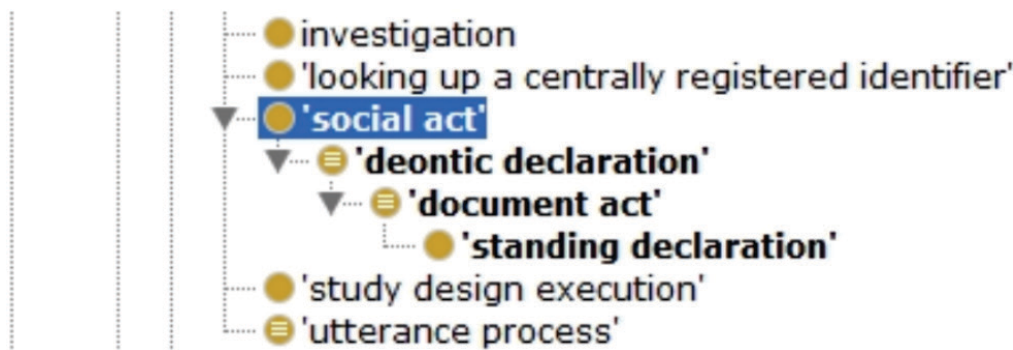 investigation
'looking up a centrally registered identifier'
'social act'
'deontic declaration'
'document act'
'standing declaration'
'study design execution'
'utterance process'